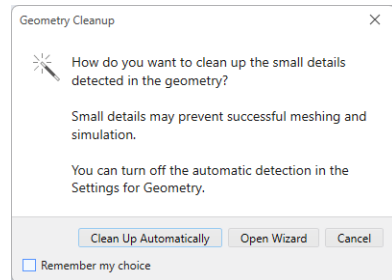 Geometry Cleanup
How do you want to clean up the small details
detected in the geometry?
Small details may prevent successful meshing and
simulation.
You can turn off the automatic detection in the
Settings for Geometry.
Clean Up Automatically Open Wizard Cancel
Remember my choice